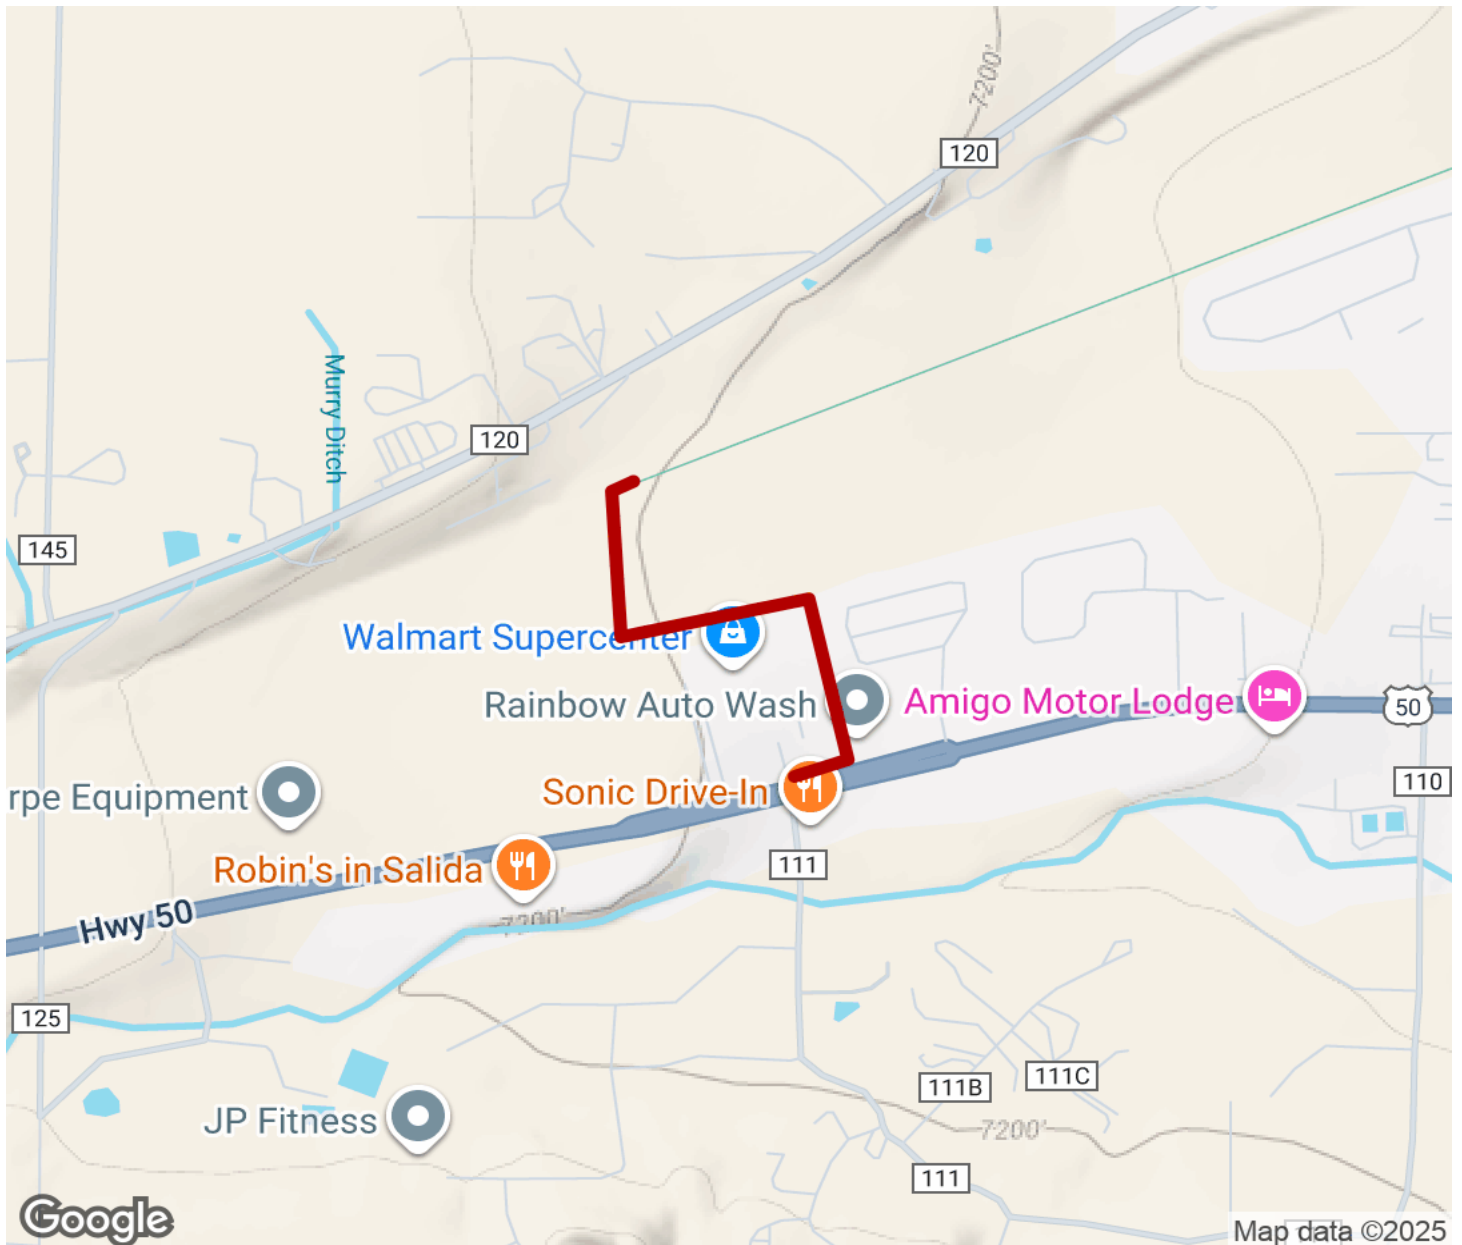 7200'
120
Murry Ditch
120
145
Walmart Supercenter
Rainbow Auto Wash
Amigo Motor Lodge
50
rpe Equipment
Sonic Drive-In
110
Robin's in Salida
111
Hwy 50
7200'
125
111B
111C
JP Fitness
7200'
111
Google
Map data ©2025